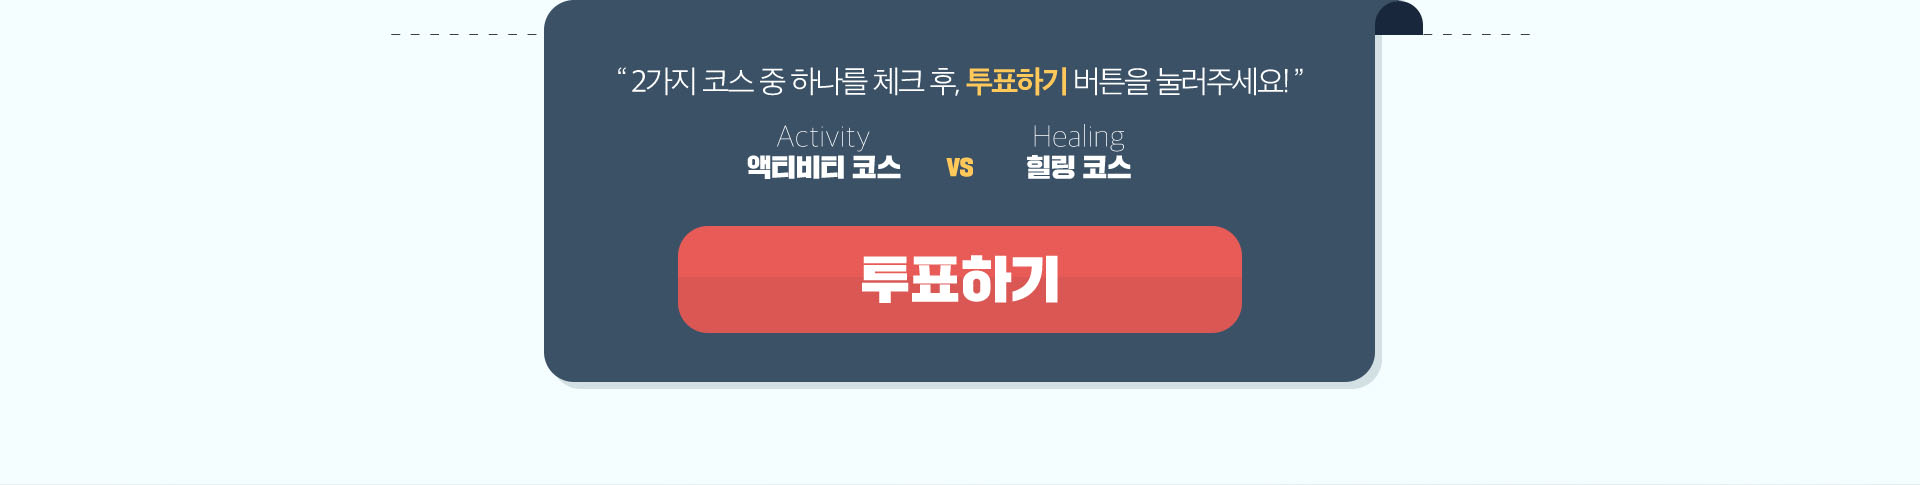 “ 2가지 코스 중 하나를 체크 후, 투표하기 버튼을 눌러주세요! ”
Activity
액티비티 코스
VS
Healing
힐링 코스
투표하기